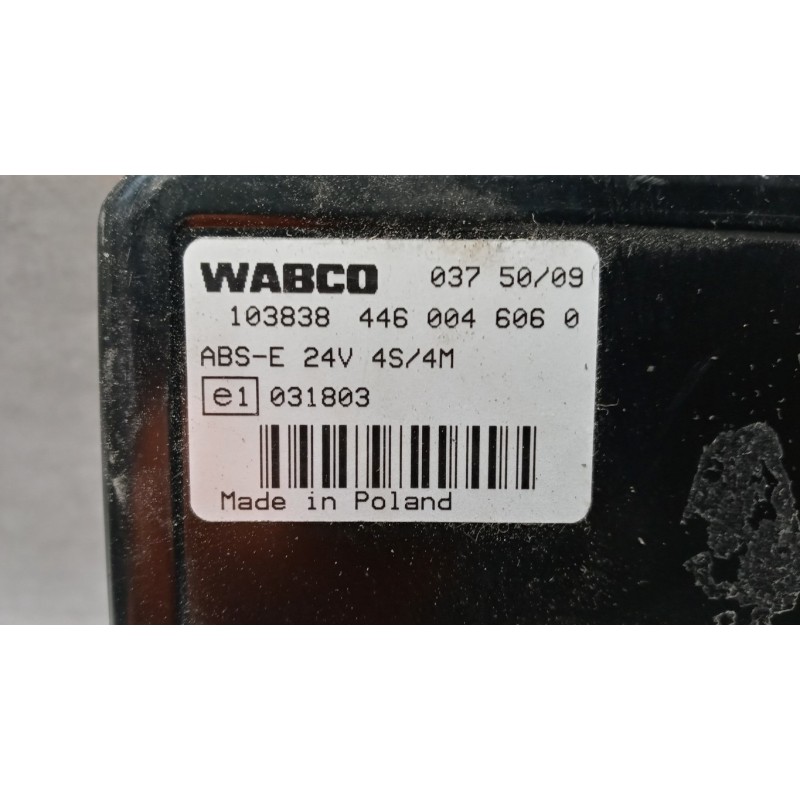 WABCO 037 50/09
103838 446 004 606 0
ABS-E 24V 4S/4M
e1 031803
Made in Poland